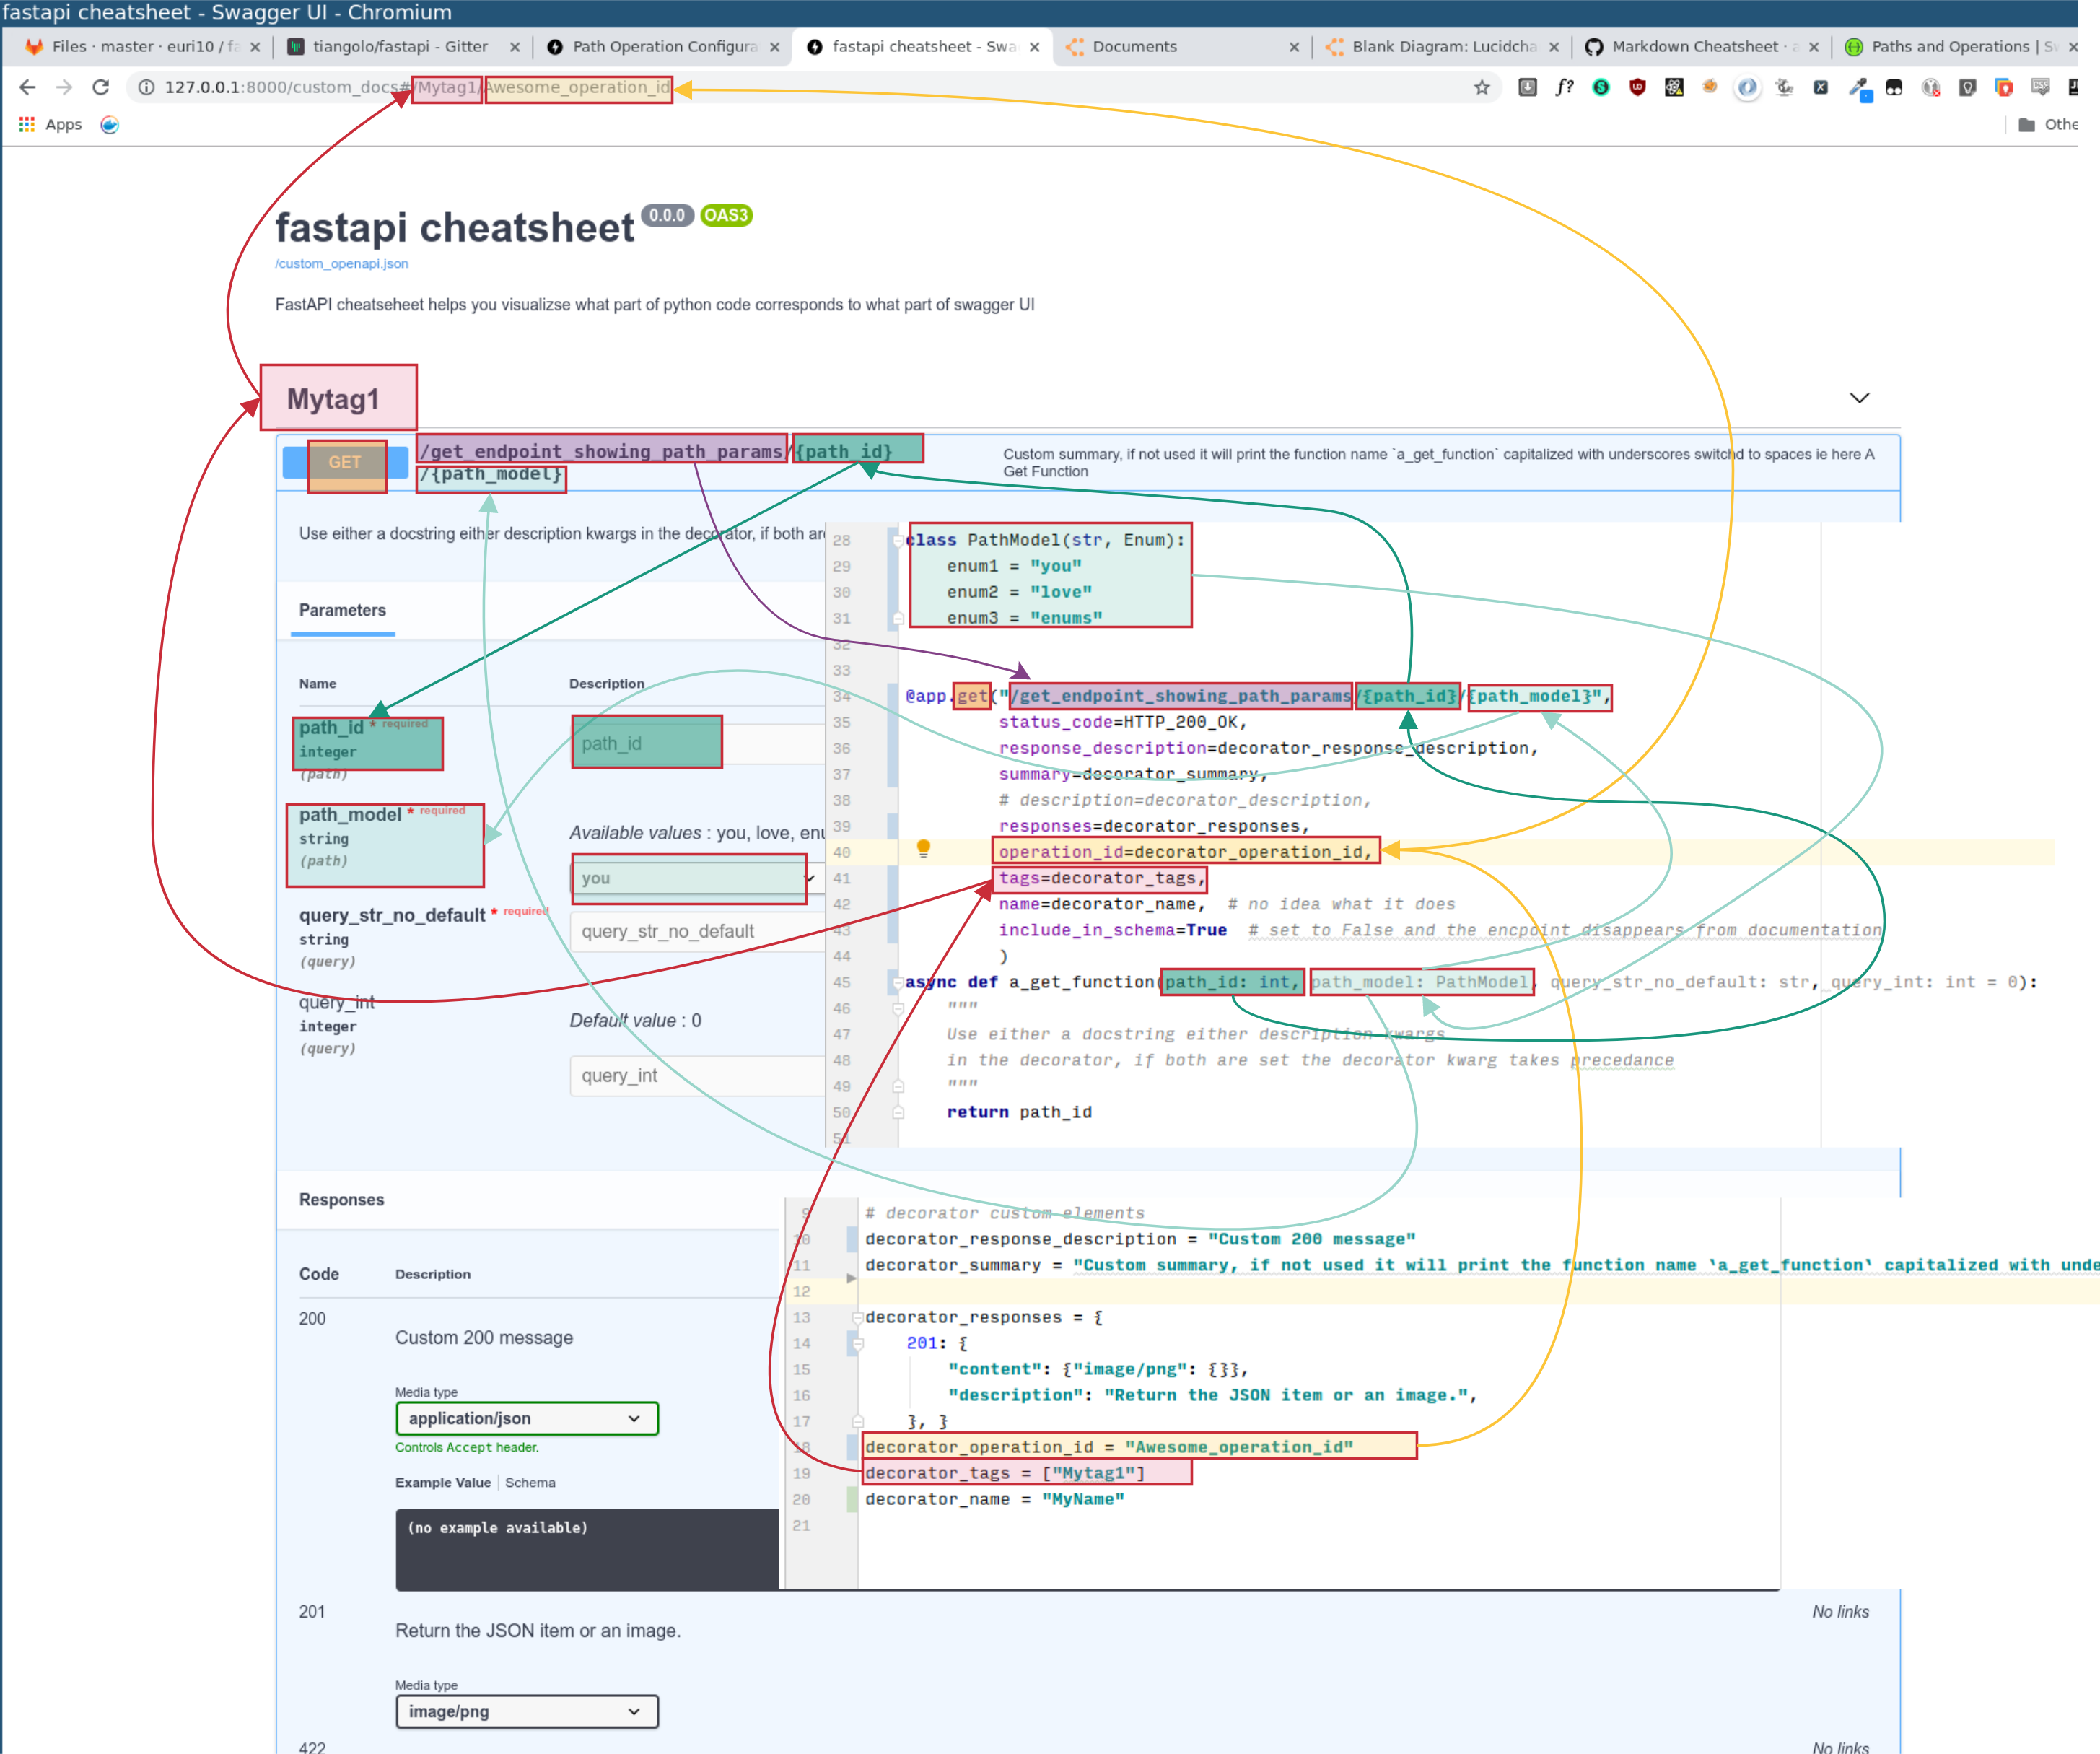 fastapi cheatsheet - Swagger UI - Chromium
Files · master · euri10 / fa
tiangolo/fastapi - Gitter
Path Operation Configura
fastapi cheatsheet - Swa
Documents
Blank Diagram: Lucidcha
Markdown Cheatsheet · a
Paths and Operations | Sw
127.0.0.1:8000/custom_docs#/Mytag1/Awesome_operation_id
Apps
Othe
fastapi cheatsheet 0.0.0 OAS3
/custom_openapi.json
FastAPI cheatseheet helps you visualizse what part of python code corresponds to what part of swagger UI
Mytag1
GET
/get_endpoint_showing_path_params/{path_id}
/{path_model}
Custom summary, if not used it will print the function name `a_get_function` capitalized with underscores switchd to spaces ie here A
Get Function
Use either a docstring either description kwargs in the decorator, if both are
Parameters
Name
Description
path_id * required
integer
(path)
path_id
path_model * required
string
(path)
Available values : you, love, enu
you
query_str_no_default * required
string
(query)
query_str_no_default
query_int
integer
(query)
Default value : 0
query_int
28 class PathModel(str, Enum):
29 enum1 = "you"
30 enum2 = "love"
31 enum3 = "enums"
32
33
34 @app.get("/get_endpoint_showing_path_params/{path_id}/{path_model}",
35 status_code=HTTP_200_OK,
36 response_description=decorator_response_description,
37 summary=decorator_summary,
38 # description=decorator_description,
39 responses=decorator_responses,
40 operation_id=decorator_operation_id,
41 tags=decorator_tags,
42 name=decorator_name, # no idea what it does
43 include_in_schema=True # set to False and the encpoint disappears from documentation
44 )
45 async def a_get_function(path_id: int, path_model: PathModel, query_str_no_default: str, query_int: int = 0):
46 """
47 Use either a docstring either description kwargs
48 in the decorator, if both are set the decorator kwarg takes precedance
49 """
50 return path_id
51
Responses
Code
Description
200
Custom 200 message
Media type
application/json
Controls Accept header.
Example Value | Schema
(no example available)
9 # decorator custom elements
10 decorator_response_description = "Custom 200 message"
11 decorator_summary = "Custom summary, if not used it will print the function name `a_get_function` capitalized with unde
12
13 decorator_responses = {
14 201: {
15 "content": {"image/png": {}},
16 "description": "Return the JSON item or an image.",
17 }, }
18 decorator_operation_id = "Awesome_operation_id"
19 decorator_tags = ["Mytag1"]
20 decorator_name = "MyName"
21
201
Return the JSON item or an image.
No links
Media type
image/png
422
No links